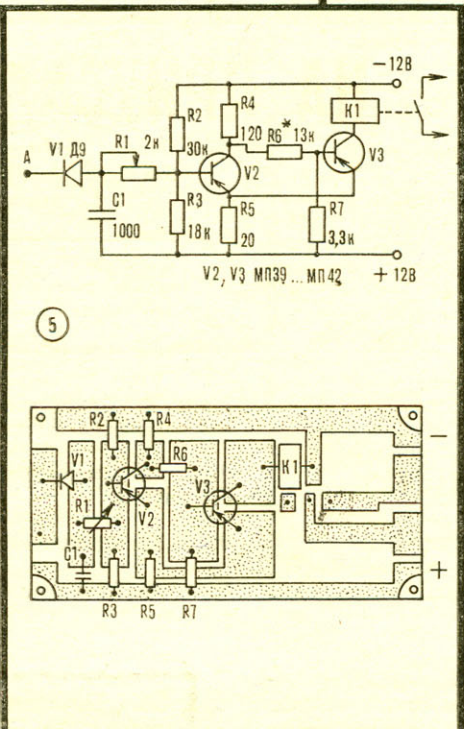 −12В
R2
R4
К1
V1 Д9
R1
2к
А
30к
120
R6*
13к
V3
V2
C1
R3
R5
R7
1000
18к
20
3,3к
V2, V3 МП39 ... МП42
+ 12В
5
R2
R4
−
V1
R6
К1
R1
V3
V2
C1
+
R3
R5
R7